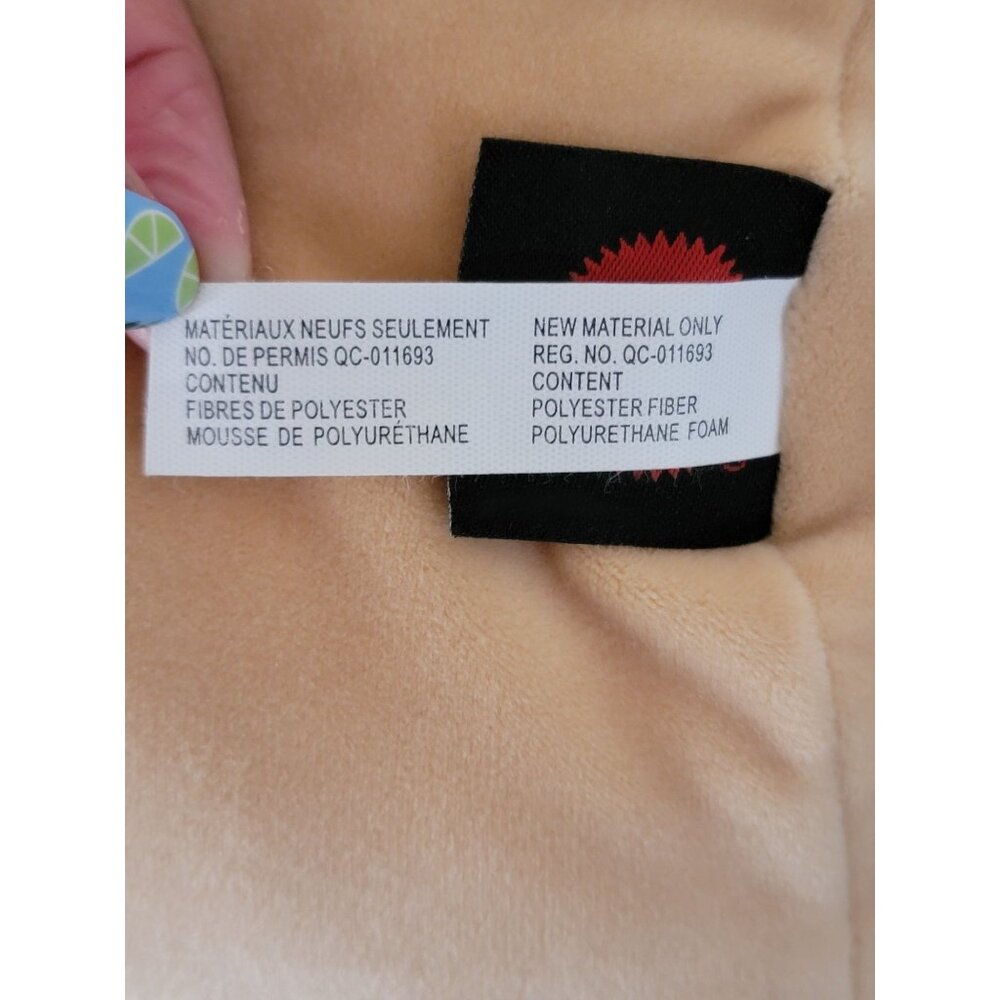 MATÉRIAUX NEUFS SEULEMENT
NO. DE PERMIS QC-011693
CONTENU
FIBRES DE POLYESTER
MOUSSE DE POLYURÉTHANE
NEW MATERIAL ONLY
REG. NO. QC-011693
CONTENT
POLYESTER FIBER
POLYURETHANE FOAM